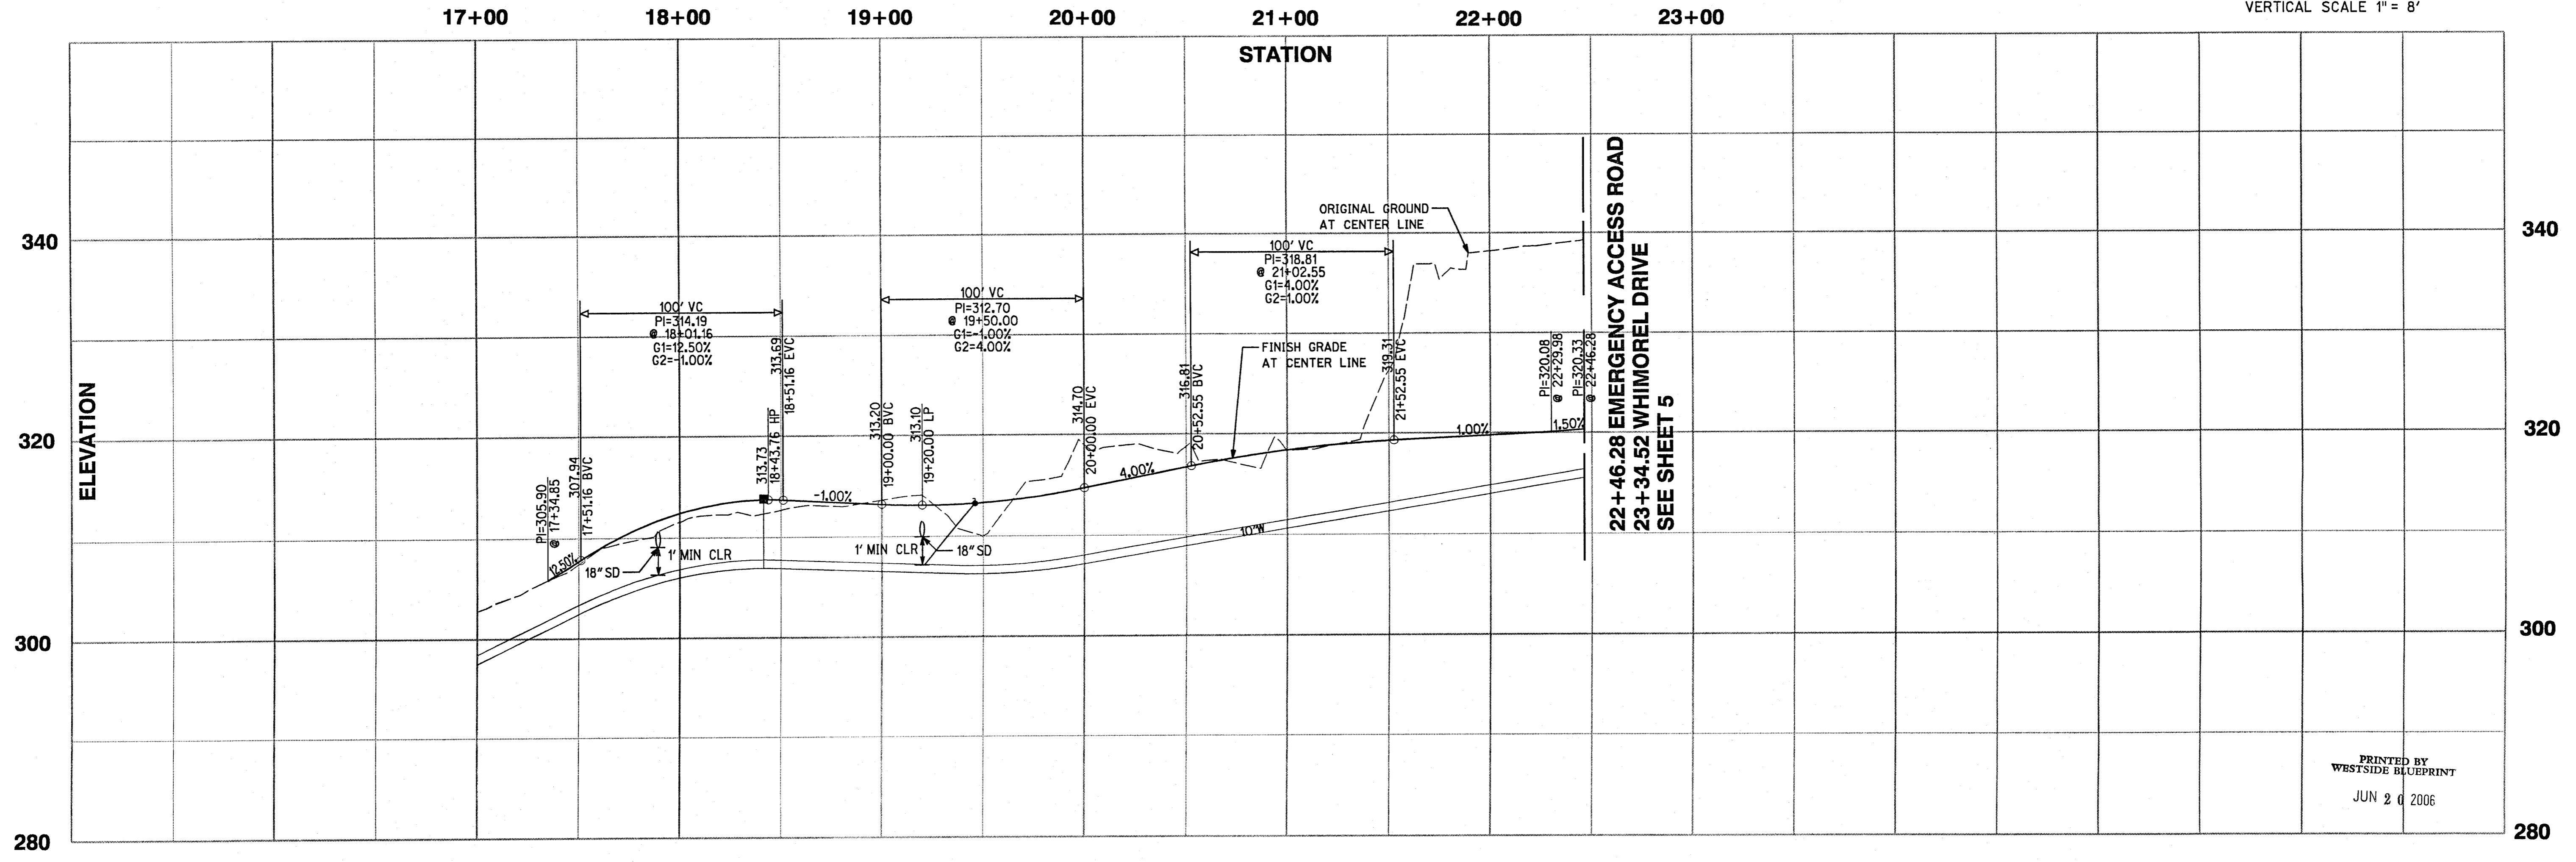 VERTICAL SCALE 1" = 8'
17+00 18+00 19+00 20+00 21+00 22+00 23+00
STATION
ELEVATION
340
320
300
280
340
320
300
280
PI=305.90
@ 17+34.85
12.50%
307.94
17+51.16 BVC
100' VC
PI=314.19
@ 18+01.16
G1=12.50%
G2=-1.00%
18" SD
1' MIN CLR
313.73
18+43.76 HP
313.69
18+51.16 EVC
-1.00%
313.20
19+00.00 BVC
313.10
19+20.00 LP
100' VC
PI=312.70
@ 19+50.00
G1=-1.00%
G2=4.00%
1' MIN CLR
18" SD
314.70
20+00.00 EVC
4.00%
316.81
20+52.55 BVC
100' VC
PI=318.81
@ 21+02.55
G1=4.00%
G2=1.00%
FINISH GRADE
AT CENTER LINE
10"W
ORIGINAL GROUND
AT CENTER LINE
319.31
21+52.55 EVC
1.00%
PI=320.08
@ 22+29.98
1.50%
PI=320.33
@ 22+46.28
22+46.28 EMERGENCY ACCESS ROAD
23+34.52 WHIMOREL DRIVE
SEE SHEET 5
PRINTED BY
WESTSIDE BLUEPRINT
JUN 20 2006